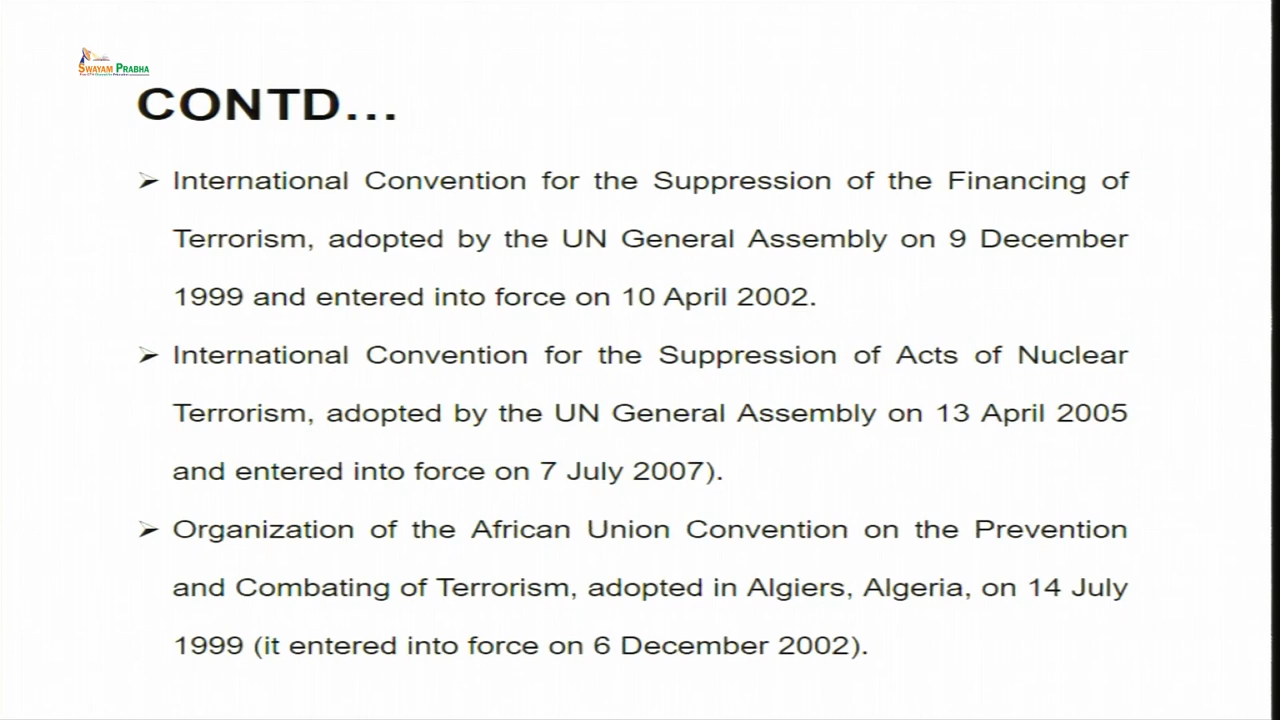 SWAYAM PRABHA
CONTD...
➢ International Convention for the Suppression of the Financing of
Terrorism, adopted by the UN General Assembly on 9 December
1999 and entered into force on 10 April 2002.
➢ International Convention for the Suppression of Acts of Nuclear
Terrorism, adopted by the UN General Assembly on 13 April 2005
and entered into force on 7 July 2007).
➢ Organization of the African Union Convention on the Prevention
and Combating of Terrorism, adopted in Algiers, Algeria, on 14 July
1999 (it entered into force on 6 December 2002).